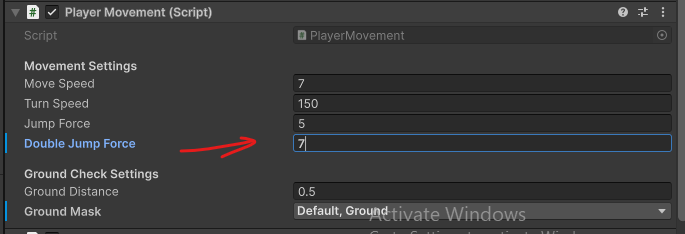 Player Movement (Script)
Script PlayerMovement
Movement Settings
Move Speed 7
Turn Speed 150
Jump Force 5
Double Jump Force 7
Ground Check Settings
Ground Distance 0.5
Ground Mask Default, Ground
Activate Windows